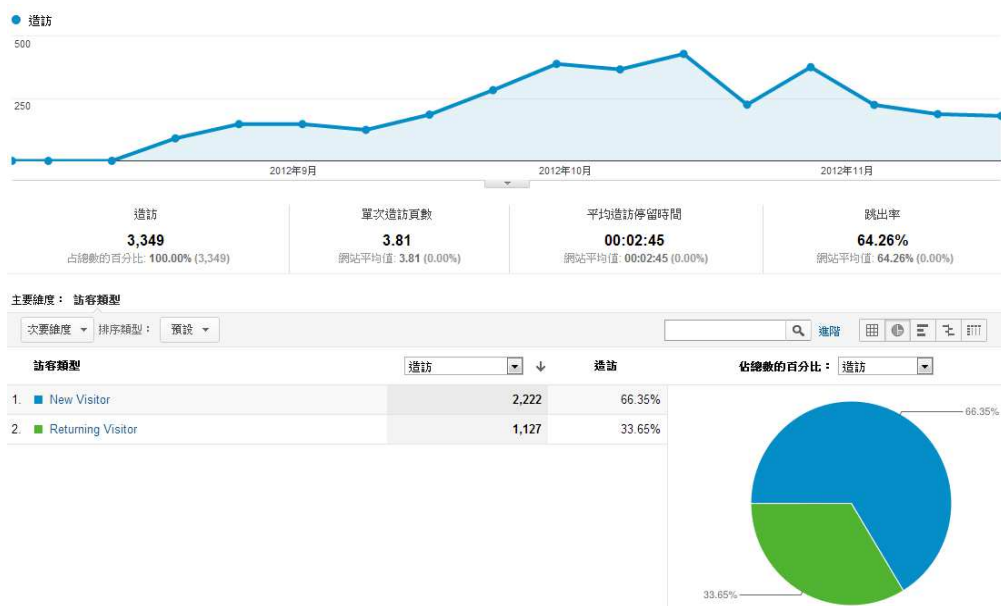 造訪
500
250
2012年9月 2012年10月 2012年11月
造訪 單次造訪頁數 平均造訪停留時間 跳出率
3,349 3.81 00:02:45 64.26%
占總數的百分比: 100.00% (3,349) 網站平均值: 3.81 (0.00%) 網站平均值: 00:02:45 (0.00%) 網站平均值: 64.26% (0.00%)
主要維度： 訪客類型
次要維度 排序類型： 預設 進階
訪客類型 造訪 造訪 佔總數的百分比： 造訪
1. New Visitor 2,222 66.35%
66.35%
2. Returning Visitor 1,127 33.65%
33.65%